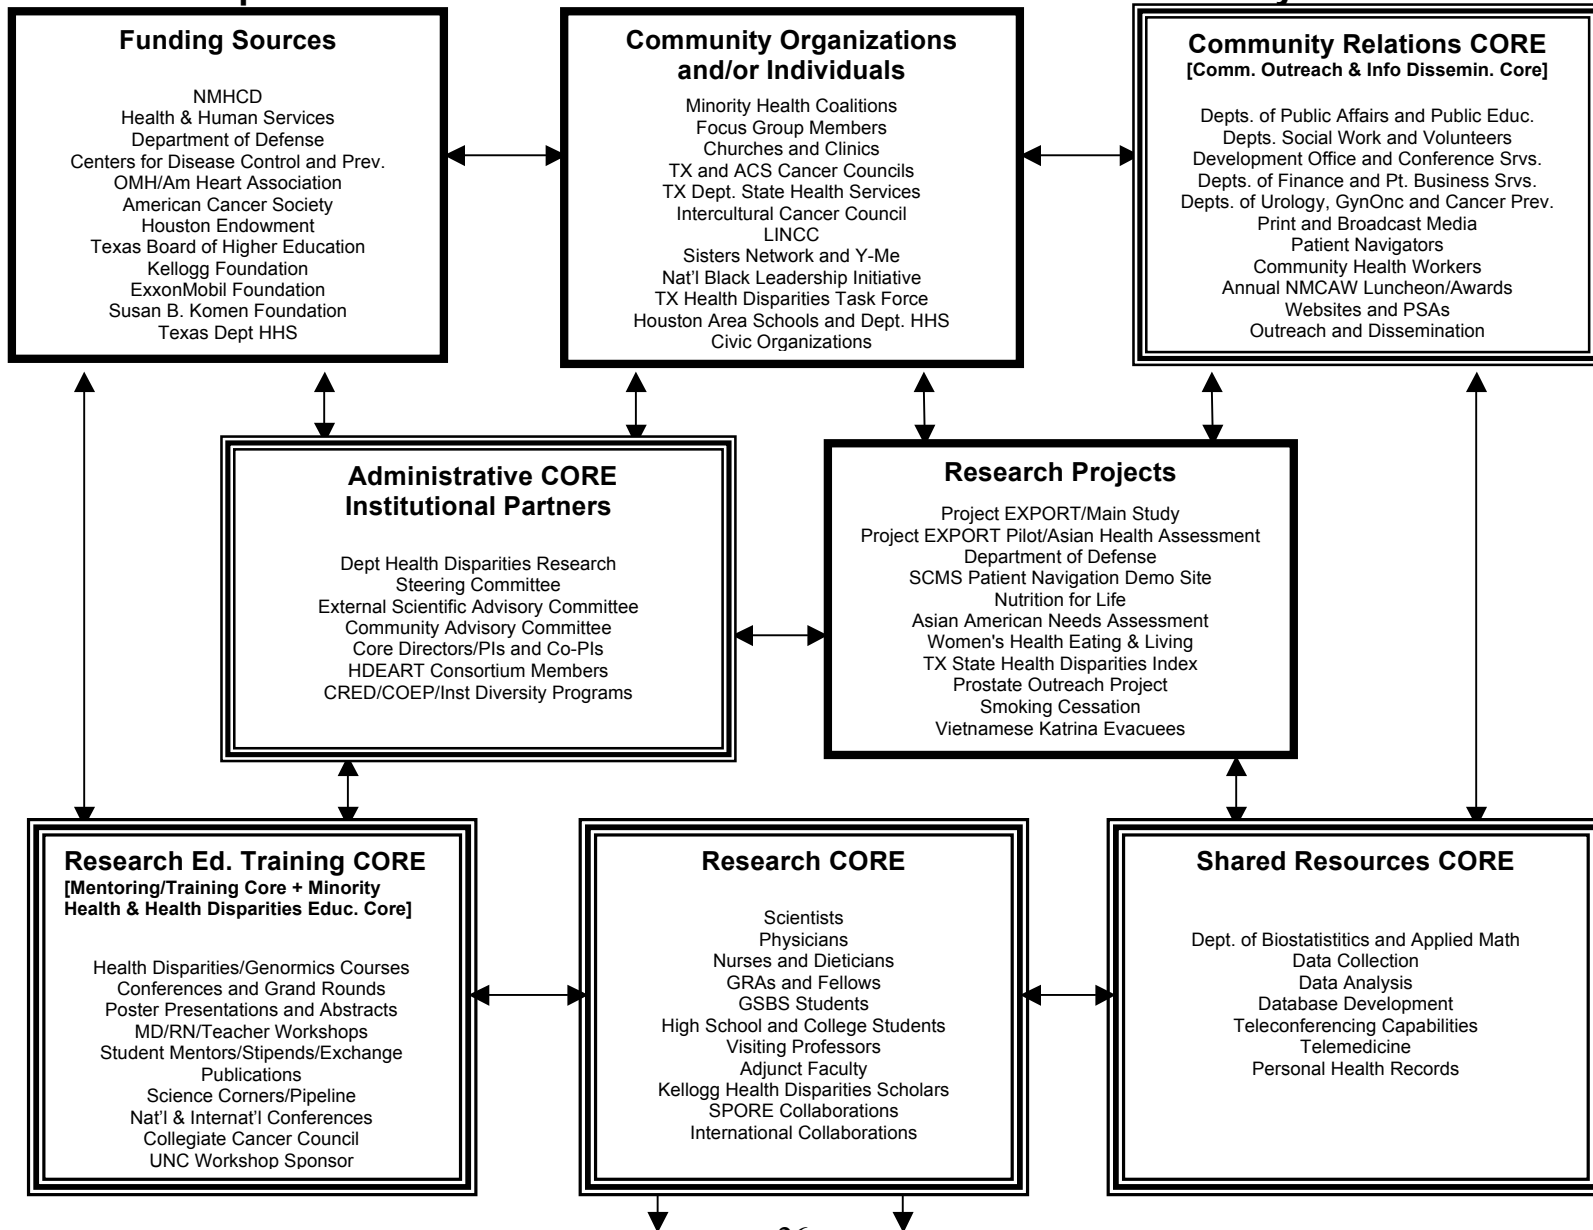 Funding Sources
NMHCD
Health & Human Services
Department of Defense
Centers for Disease Control and Prev.
OMH/Am Heart Association
American Cancer Society
Houston Endowment
Texas Board of Higher Education
Kellogg Foundation
ExxonMobil Foundation
Susan B. Komen Foundation
Texas Dept HHS
Community Organizations
and/or Individuals
Minority Health Coalitions
Focus Group Members
Churches and Clinics
TX and ACS Cancer Councils
TX Dept. State Health Services
Intercultural Cancer Council
LINCC
Sisters Network and Y-Me
Nat'l Black Leadership Initiative
TX Health Disparities Task Force
Houston Area Schools and Dept. HHS
Civic Organizations
Community Relations CORE
[Comm. Outreach & Info Dissemin. Core]
Depts. of Public Affairs and Public Educ.
Depts. Social Work and Volunteers
Development Office and Conference Srvs.
Depts. of Finance and Pt. Business Srvs.
Depts. of Urology, GynOnc and Cancer Prev.
Print and Broadcast Media
Patient Navigators
Community Health Workers
Annual NMCAW Luncheon/Awards
Websites and PSAs
Outreach and Dissemination
Administrative CORE
Institutional Partners
Dept Health Disparities Research
Steering Committee
External Scientific Advisory Committee
Community Advisory Committee
Core Directors/PIs and Co-PIs
HDEART Consortium Members
CRED/COEP/Inst Diversity Programs
Research Projects
Project EXPORT/Main Study
Project EXPORT Pilot/Asian Health Assessment
Department of Defense
SCMS Patient Navigation Demo Site
Nutrition for Life
Asian American Needs Assessment
Women's Health Eating & Living
TX State Health Disparities Index
Prostate Outreach Project
Smoking Cessation
Vietnamese Katrina Evacuees
Research Ed. Training CORE
[Mentoring/Training Core + Minority
Health & Health Disparities Educ. Core]
Health Disparities/Genormics Courses
Conferences and Grand Rounds
Poster Presentations and Abstracts
MD/RN/Teacher Workshops
Student Mentors/Stipends/Exchange
Publications
Science Corners/Pipeline
Nat'l & Internat'l Conferences
Collegiate Cancer Council
UNC Workshop Sponsor
Research CORE
Scientists
Physicians
Nurses and Dieticians
GRAs and Fellows
GSBS Students
High School and College Students
Visiting Professors
Adjunct Faculty
Kellogg Health Disparities Scholars
SPORE Collaborations
International Collaborations
Shared Resources CORE
Dept. of Biostatistitics and Applied Math
Data Collection
Data Analysis
Database Development
Teleconferencing Capabilities
Telemedicine
Personal Health Records